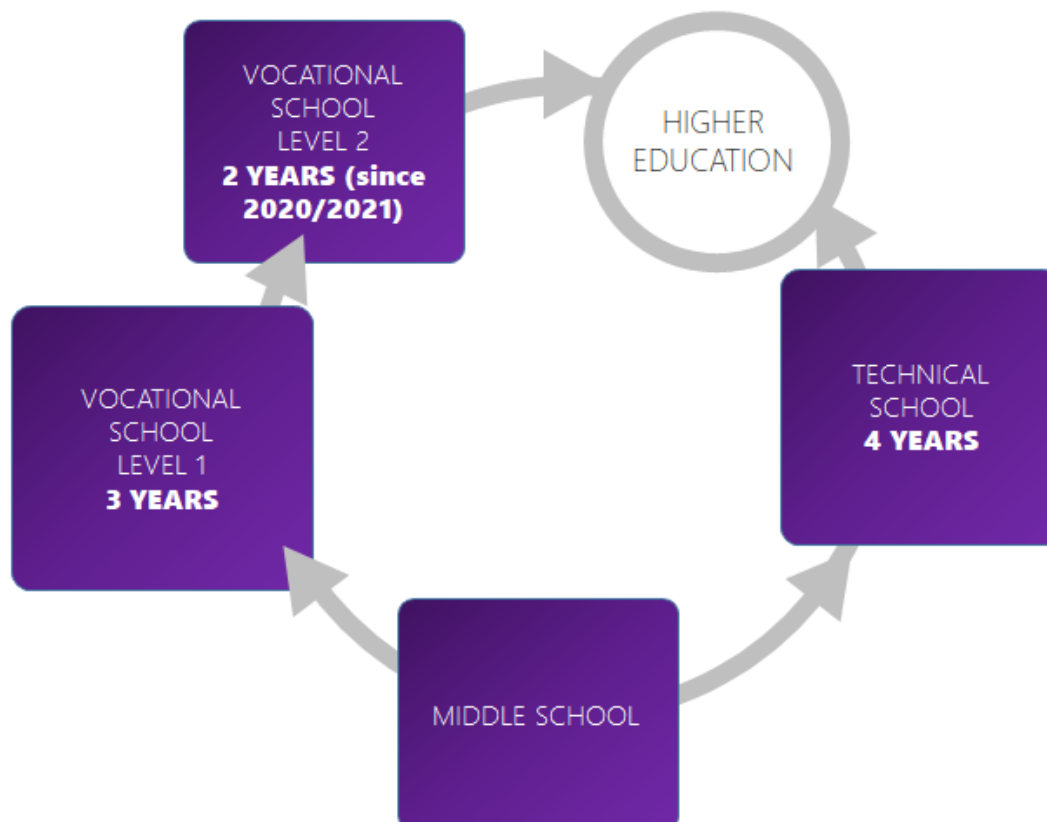 VOCATIONAL
SCHOOL
LEVEL 2
2 YEARS (since
2020/2021)
HIGHER
EDUCATION
VOCATIONAL
SCHOOL
LEVEL 1
3 YEARS
TECHNICAL
SCHOOL
4 YEARS
MIDDLE SCHOOL